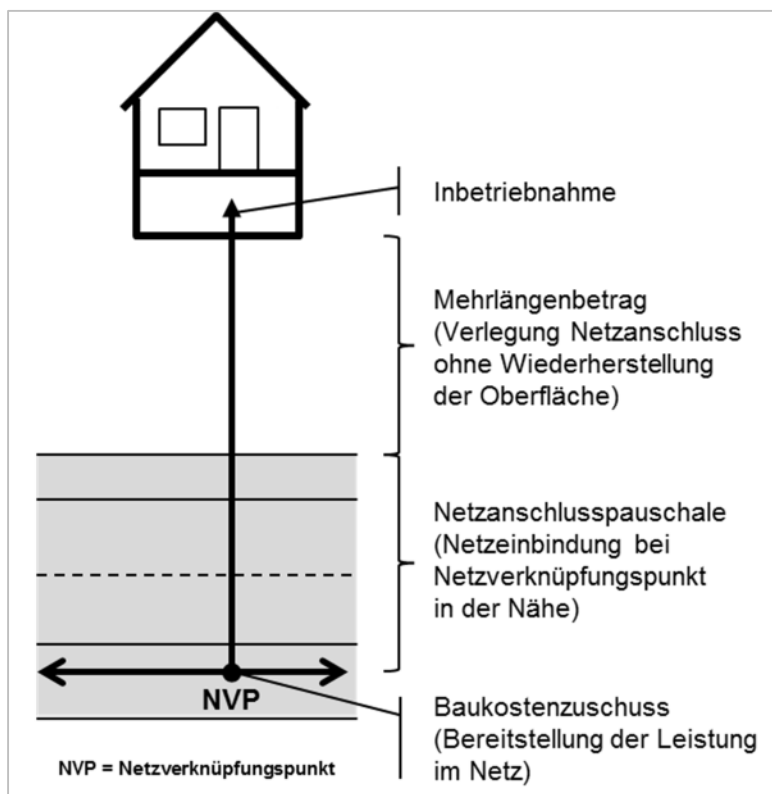 Inbetriebnahme
Mehrlängenbetrag
(Verlegung Netzanschluss
ohne Wiederherstellung
der Oberfläche)
Netzanschlusspauschale
(Netzeinbindung bei
Netzverknüpfungspunkt
in der Nähe)
NVP
Baukostenzuschuss
(Bereitstellung der Leistung
im Netz)
NVP = Netzverknüpfungspunkt